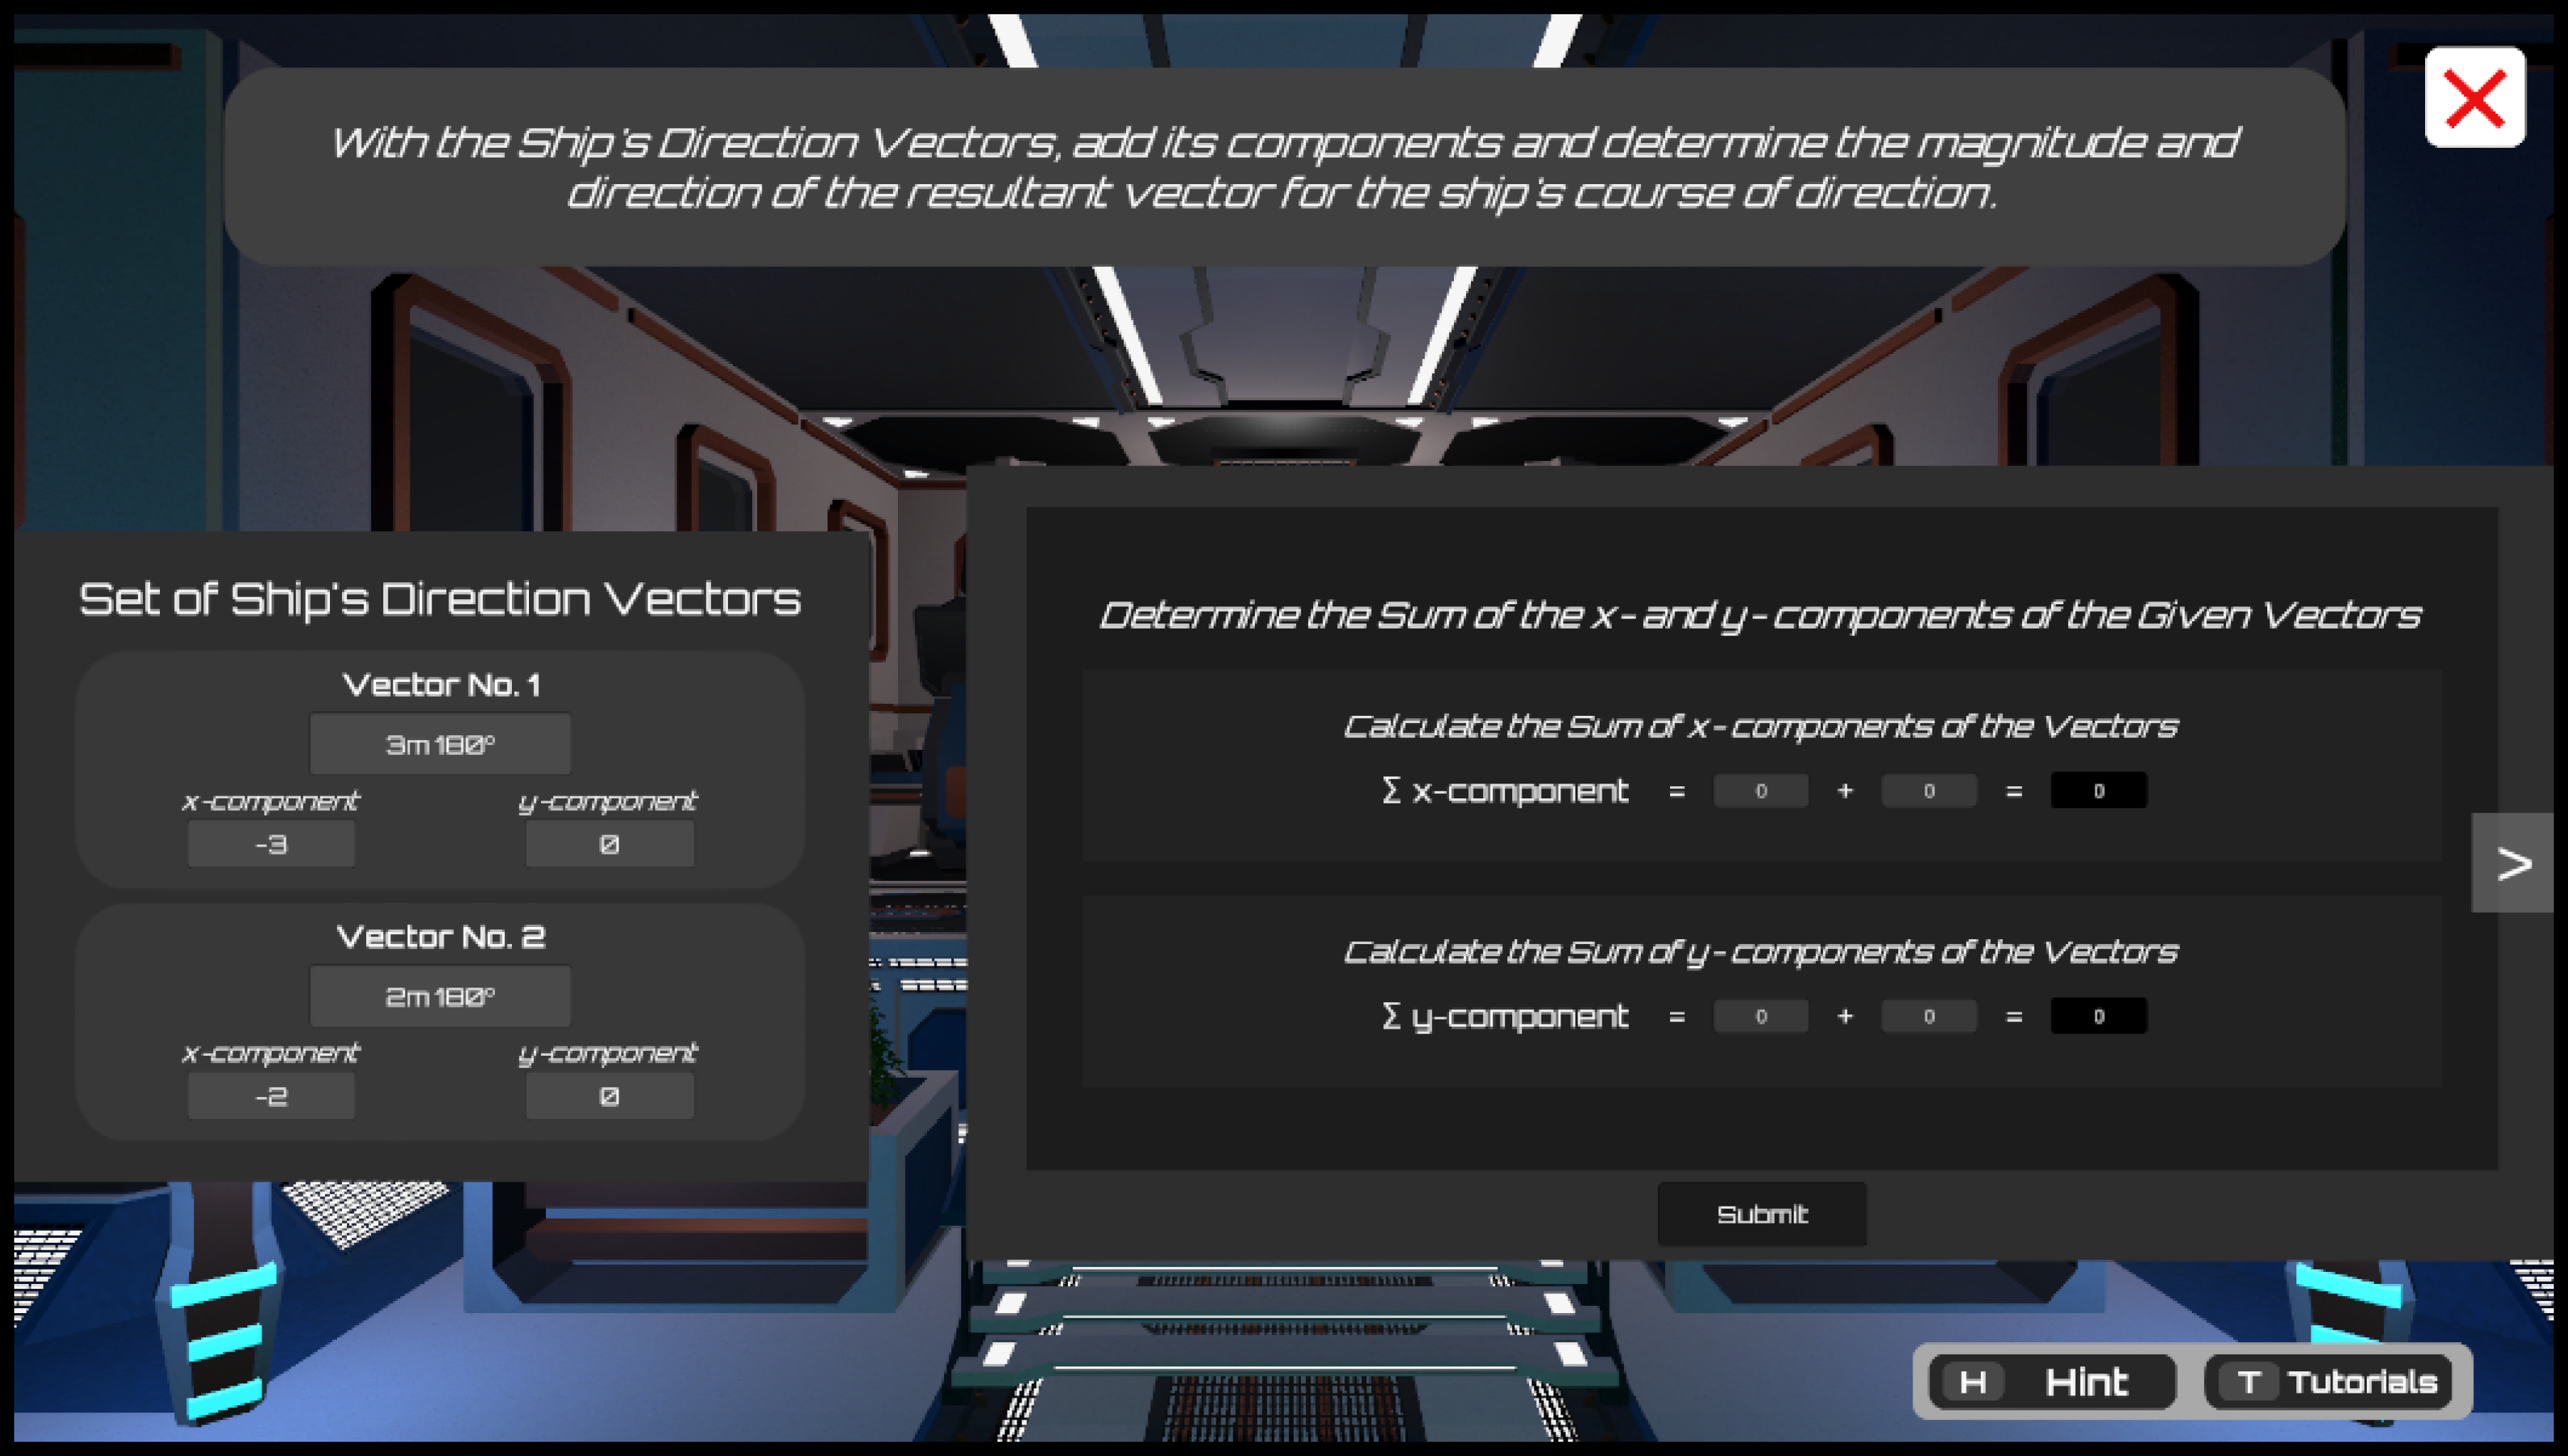 With the Ship's Direction Vectors, add its components and determine the magnitude and
direction of the resultant vector for the ship's course of direction.
Set of Ship's Direction Vectors
Vector No. 1
3m 180°
x-component y-component
-3 0
Vector No. 2
2m 180°
x-component y-component
-2 0
Determine the Sum of the x- and y-components of the Given Vectors
Calculate the Sum of x-components of the Vectors
Σ x-component = 0 + 0 = 0
Calculate the Sum of y-components of the Vectors
Σ y-component = 0 + 0 = 0
>
Submit
H Hint T Tutorials